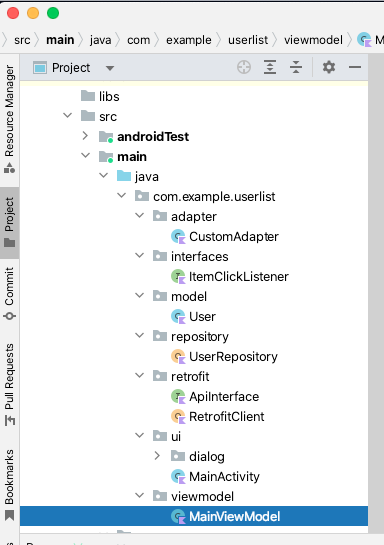 src main java com example userlist viewmodel M
Project
libs
src
androidTest
main
java
com.example.userlist
adapter
CustomAdapter
interfaces
ItemClickListener
model
User
repository
UserRepository
retrofit
ApiInterface
RetrofitClient
ui
dialog
MainActivity
viewmodel
MainViewModel
Resource Manager
Project
Commit
Pull Requests
Bookmarks